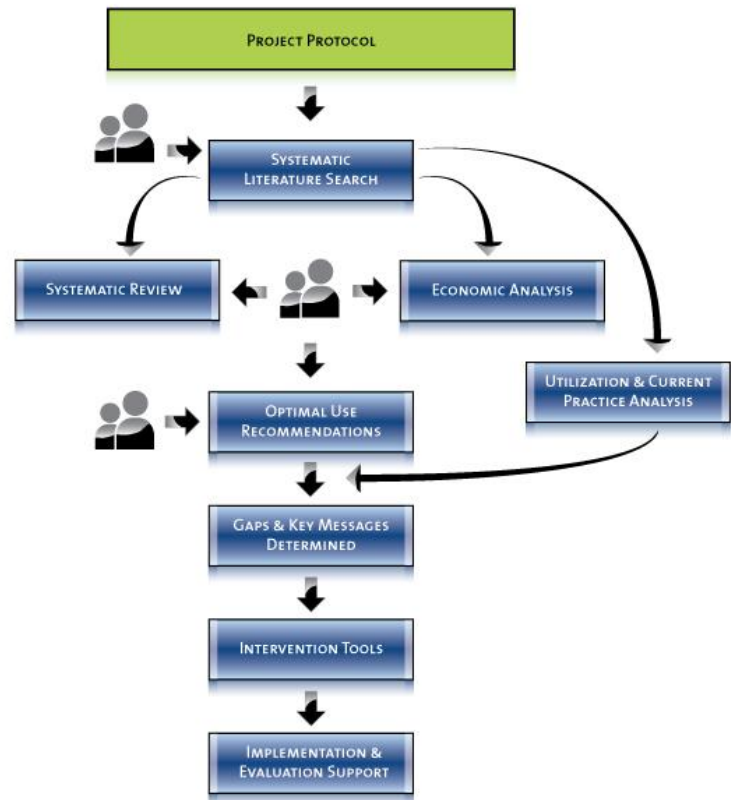 PROJECT PROTOCOL
SYSTEMATIC
LITERATURE SEARCH
SYSTEMATIC REVIEW
ECONOMIC ANALYSIS
UTILIZATION & CURRENT
PRACTICE ANALYSIS
OPTIMAL USE
RECOMMENDATIONS
GAPS & KEY MESSAGES
DETERMINED
INTERVENTION TOOLS
IMPLEMENTATION &
EVALUATION SUPPORT